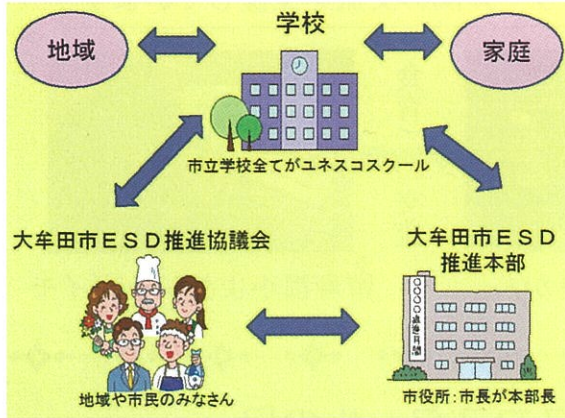 学校
地域
家庭
市立学校全てがユネスコスクール
大牟田市ESD推進協議会
地域や市民のみなさん
大牟田市ESD
推進本部
市役所:市長が本部長